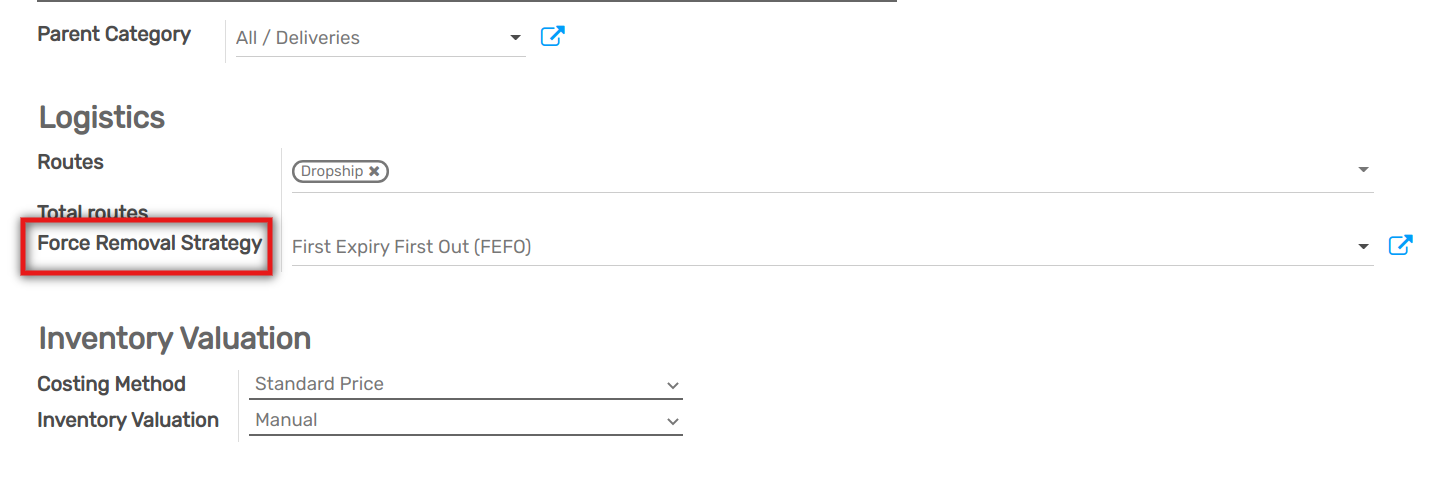 Parent Category All / Deliveries
Logistics
Routes Dropship ✖
Total routes
Force Removal Strategy First Expiry First Out (FEFO)
Inventory Valuation
Costing Method Standard Price
Inventory Valuation Manual